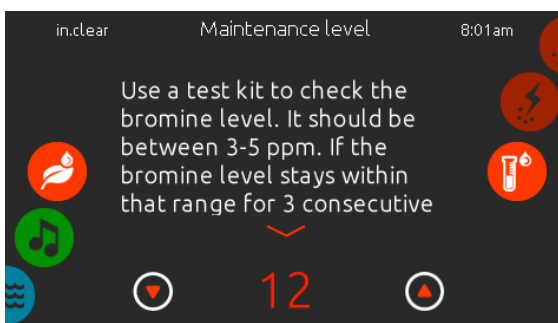 in.clear Maintenance level 8:01am
Use a test kit to check the
bromine level. It should be
between 3-5 ppm. If the
bromine level stays within
that range for 3 consecutive
12